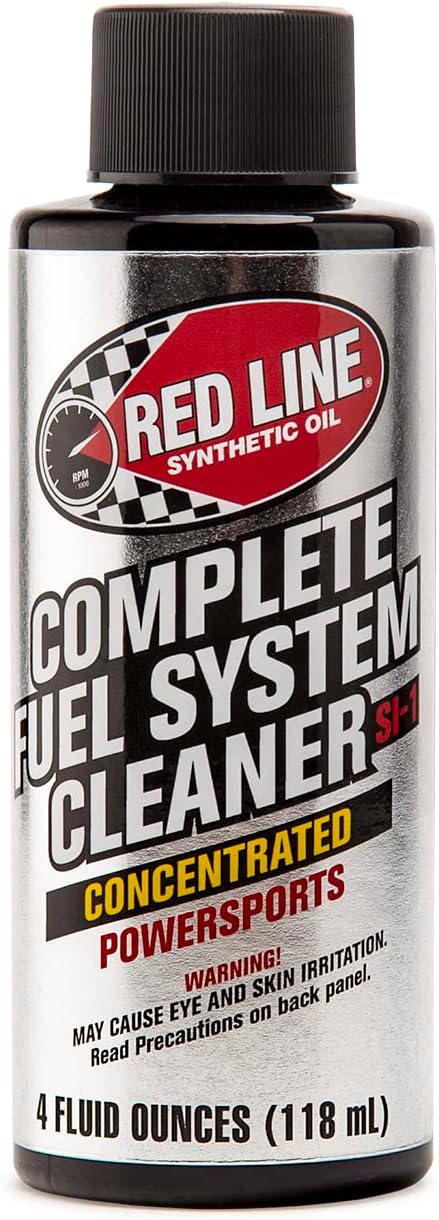 RED LINE®
SYNTHETIC OIL
RPM
1000
COMPLETE
FUEL SYSTEM
CLEANER SI-1
CONCENTRATED
POWERSPORTS
WARNING!
MAY CAUSE EYE AND SKIN IRRITATION.
Read Precautions on back panel.
4 FLUID OUNCES (118 mL)